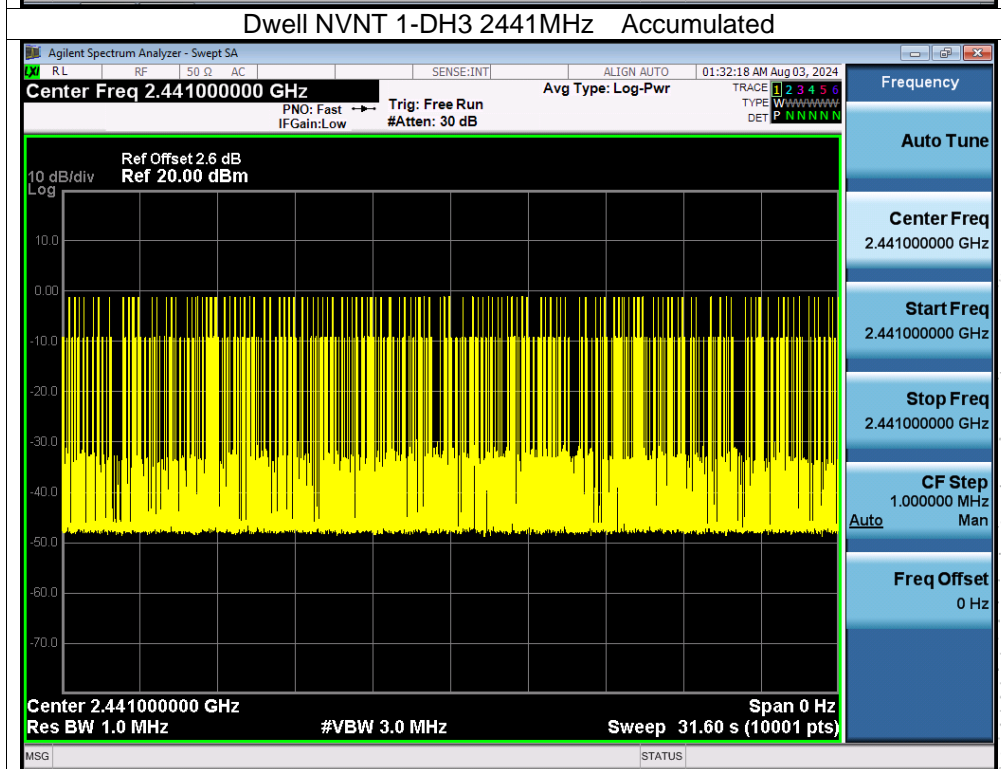 Dwell NVNT 1-DH3 2441MHz Accumulated
Agilent Spectrum Analyzer - Swept SA
LXI RL RF 50 Ω AC SENSE:INT ALIGN AUTO 01:32:18 AM Aug 03, 2024
Center Freq 2.441000000 GHz
PNO: Fast
IFGain:Low
Trig: Free Run
#Atten: 30 dB
Avg Type: Log-Pwr
TRACE 1 2 3 4 5 6
TYPE WWWWWWW
DET P N N N N N
Ref Offset 2.6 dB
10 dB/div Ref 20.00 dBm
Log
10.0
0.00
-10.0
-20.0
-30.0
-40.0
-50.0
-60.0
-70.0
Center 2.441000000 GHz Span 0 Hz
Res BW 1.0 MHz #VBW 3.0 MHz Sweep 31.60 s (10001 pts)
MSG STATUS
Frequency
Auto Tune
Center Freq
2.441000000 GHz
Start Freq
2.441000000 GHz
Stop Freq
2.441000000 GHz
CF Step
1.000000 MHz
Auto Man
Freq Offset
0 Hz